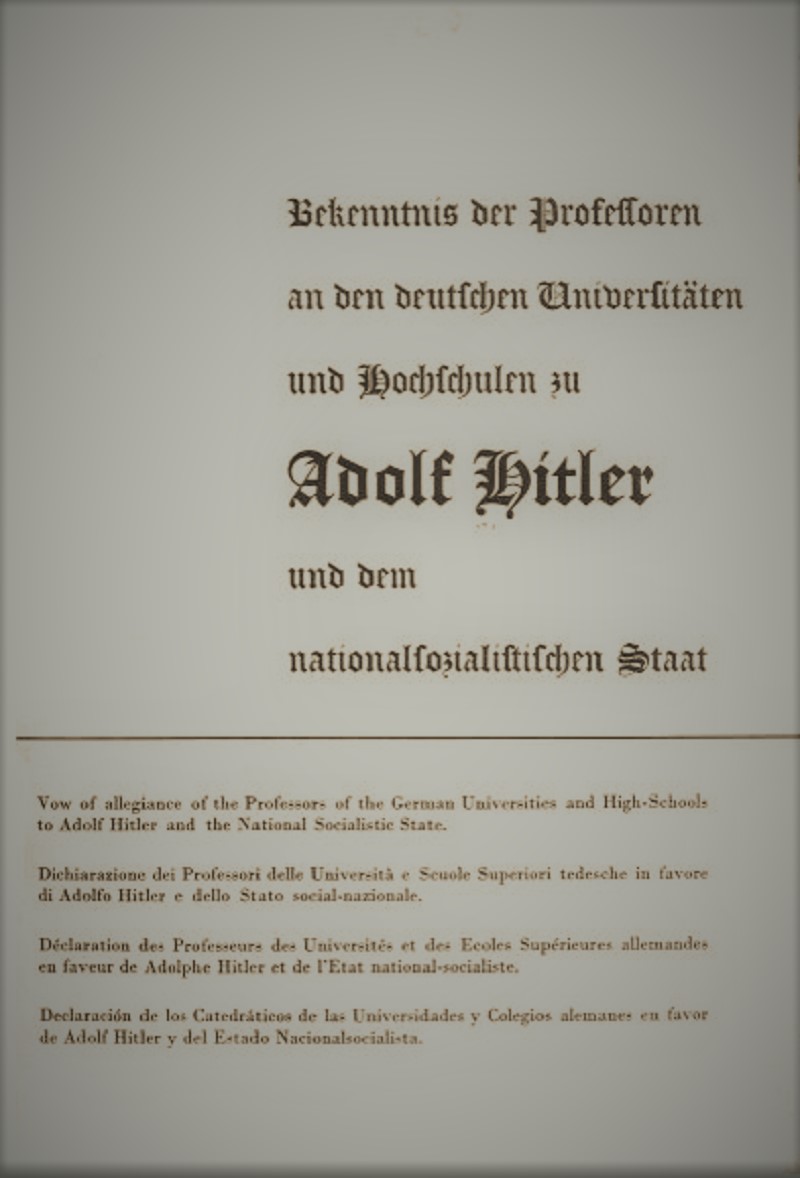 Bekenntnis der Profeſſoren
an den deutſchen Univerſitäten
und Hochſchulen zu
Adolf Hitler
und dem
nationalſozialiſtiſchen Staat
Vow of allegiance of the Professors of the German Universities and High-Schools
to Adolf Hitler and the National Socialistic State.
Dichiarazione dei Professori delle Università e Scuole Superiori tedesche in favore
di Adolfo Hitler e dello Stato social-nazionale.
Déclaration des Professeurs des Universités et des Ecoles Supérieures allemandes
en faveur de Adolphe Hitler et de l'Etat national-socialiste.
Declaración de los Catedráticos de las Universidades y Colegios alemanes en favor
de Adolf Hitler y del Estado Nacionalsocialista.